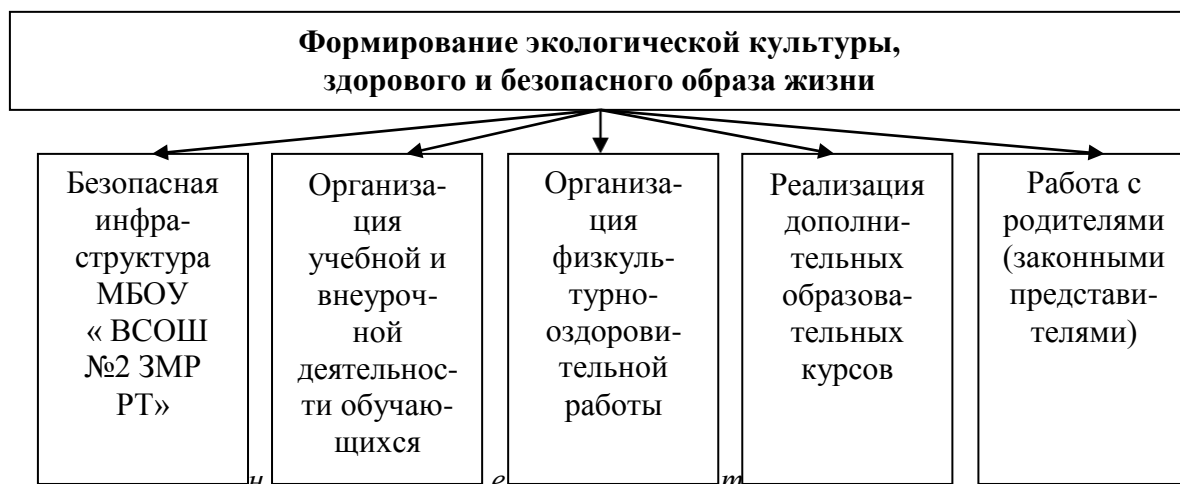 Формирование экологической культуры,
здорового и безопасного образа жизни
Безопасная
инфра-
структура
МБОУ
« ВСОШ
№2 ЗМР
РТ»
Организа-
ция
учебной и
внеуроч-
ной
деятельнос-
ти обучаю-
щихся
Организа-
ция
физкуль-
турно-
оздорови-
тельной
работы
Реализация
дополни-
тельных
образова-
тельных
курсов
Работа с
родителями
(законными
представи-
телями)
н е т